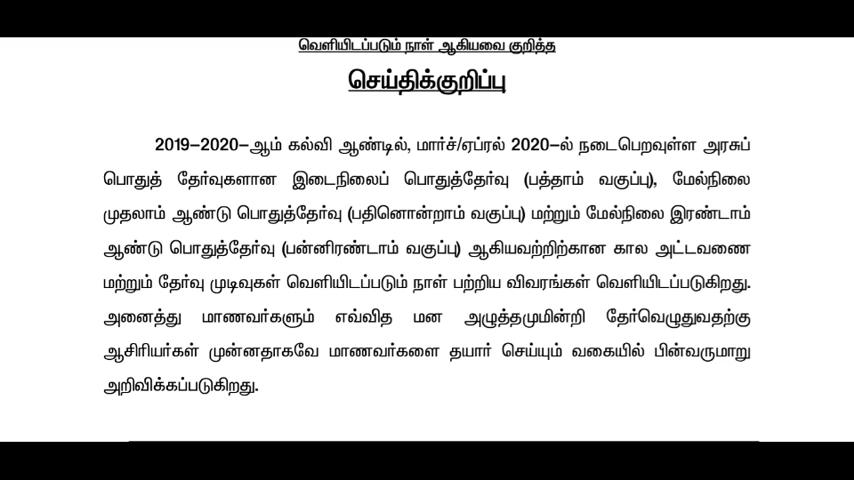 வெளியிடப்படும் நாள் ஆகியவை குறித்த
செய்திக்குறிப்பு
2019–2020–ஆம் கல்வி ஆண்டில், மார்ச்/ஏப்ரல் 2020–ல் நடைபெறவுள்ள அரசுப்
பொதுத் தேர்வுகளான இடைநிலைப் பொதுத்தேர்வு (பத்தாம் வகுப்பு), மேல்நிலை
முதலாம் ஆண்டு பொதுத்தேர்வு (பதினொன்றாம் வகுப்பு) மற்றும் மேல்நிலை இரண்டாம்
ஆண்டு பொதுத்தேர்வு (பன்னிரண்டாம் வகுப்பு) ஆகியவற்றிற்கான கால அட்டவணை
மற்றும் தேர்வு முடிவுகள் வெளியிடப்படும் நாள் பற்றிய விவரங்கள் வெளியிடப்படுகிறது.
அனைத்து மாணவர்களும் எவ்வித மன அழுத்தமுமின்றி தேர்வெழுதுவதற்கு
ஆசிரியர்கள் முன்னதாகவே மாணவர்களை தயார் செய்யும் வகையில் பின்வருமாறு
அறிவிக்கப்படுகிறது.